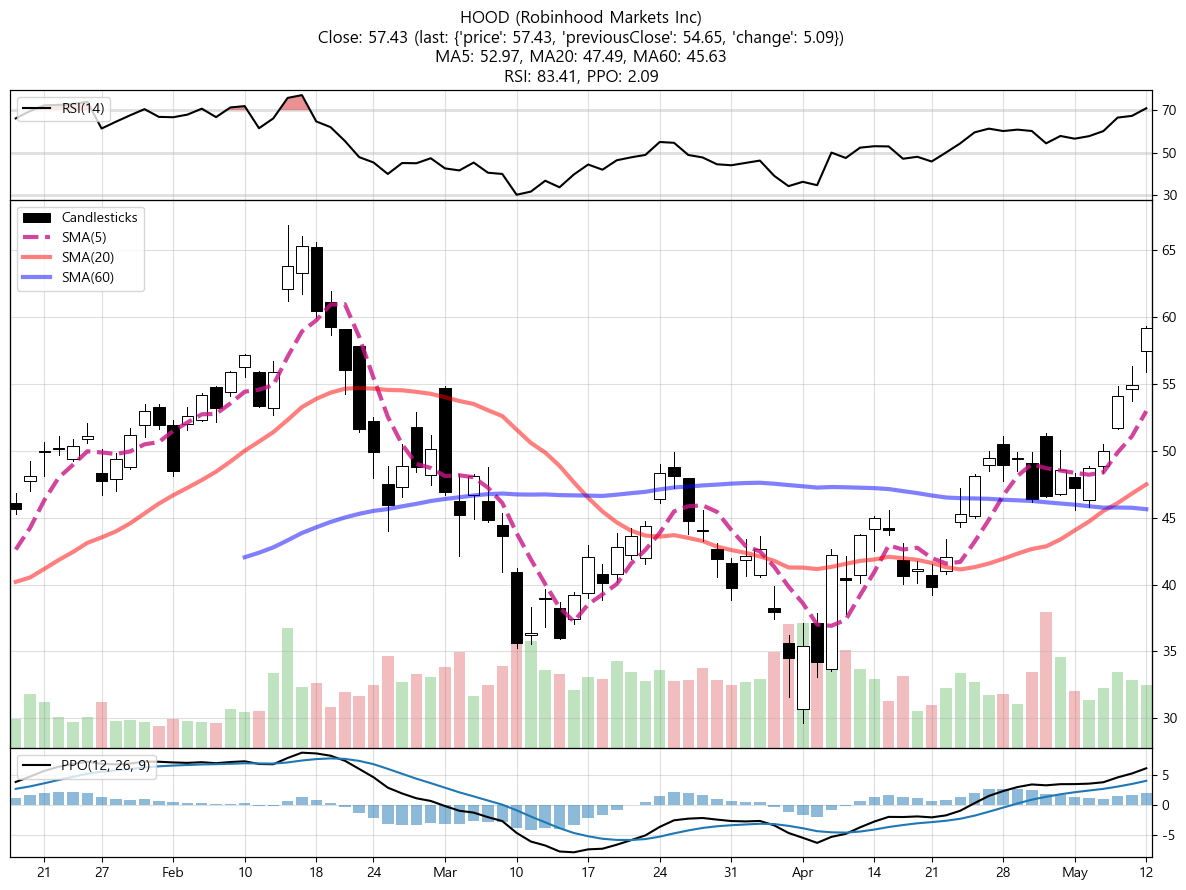 HOOD (Robinhood Markets Inc)
Close: 57.43 (last: {'price': 57.43, 'previousClose': 54.65, 'change': 5.09})
MA5: 52.97, MA20: 47.49, MA60: 45.63
RSI: 83.41, PPO: 2.09
RSI(14)
70
50
30
Candlesticks
SMA(5)
SMA(20)
SMA(60)
65
60
55
50
45
40
35
30
PPO(12, 26, 9)
5
0
-5
21 27 Feb 10 18 24 Mar 10 17 24 31 Apr 14 21 28 May 12